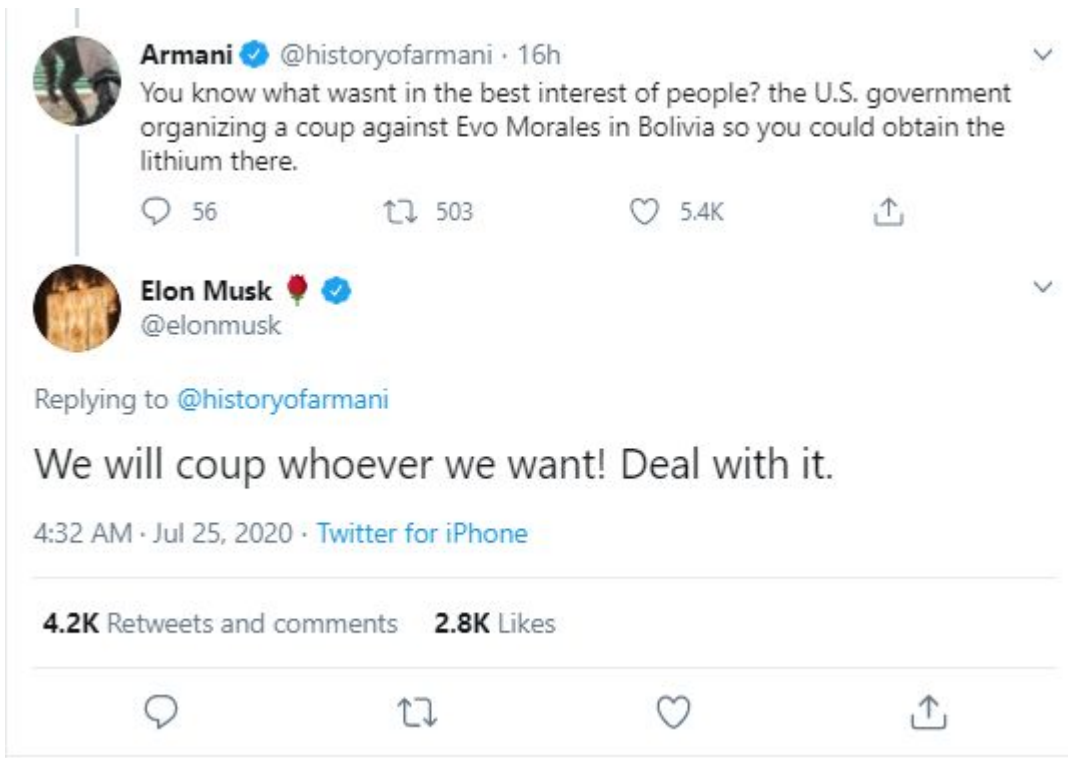 Armani @historyofarmani · 16h
You know what wasnt in the best interest of people? the U.S. government
organizing a coup against Evo Morales in Bolivia so you could obtain the
lithium there.
56 503 5.4K
Elon Musk 🌹
@elonmusk
Replying to @historyofarmani
We will coup whoever we want! Deal with it.
4:32 AM · Jul 25, 2020 · Twitter for iPhone
4.2K Retweets and comments 2.8K Likes